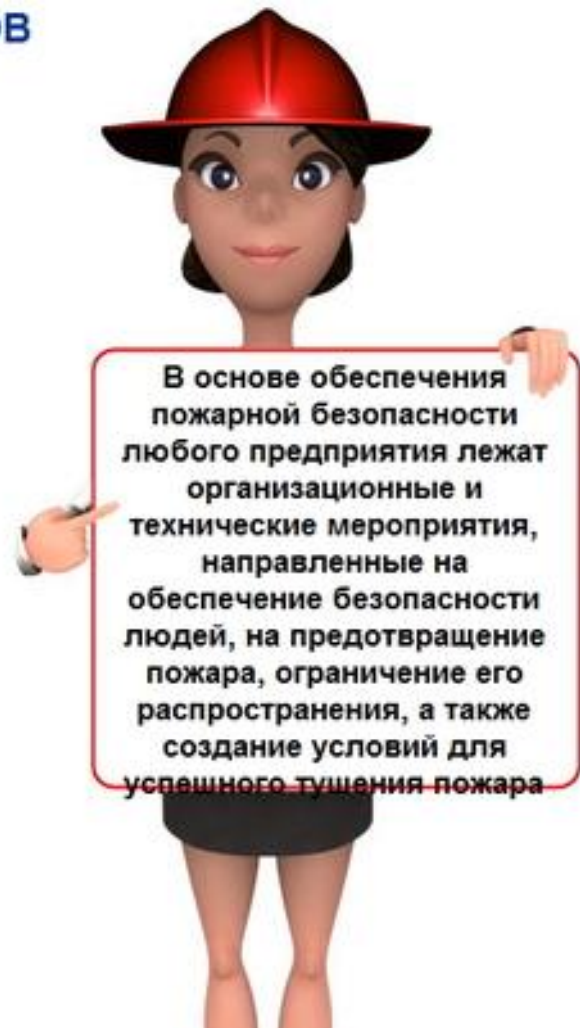 В основе обеспечения
пожарной безопасности
любого предприятия лежат
организационные и
технические мероприятия,
направленные на
обеспечение безопасности
людей, на предотвращение
пожара, ограничение его
распространения, а также
создание условий для
успешного тушения пожара